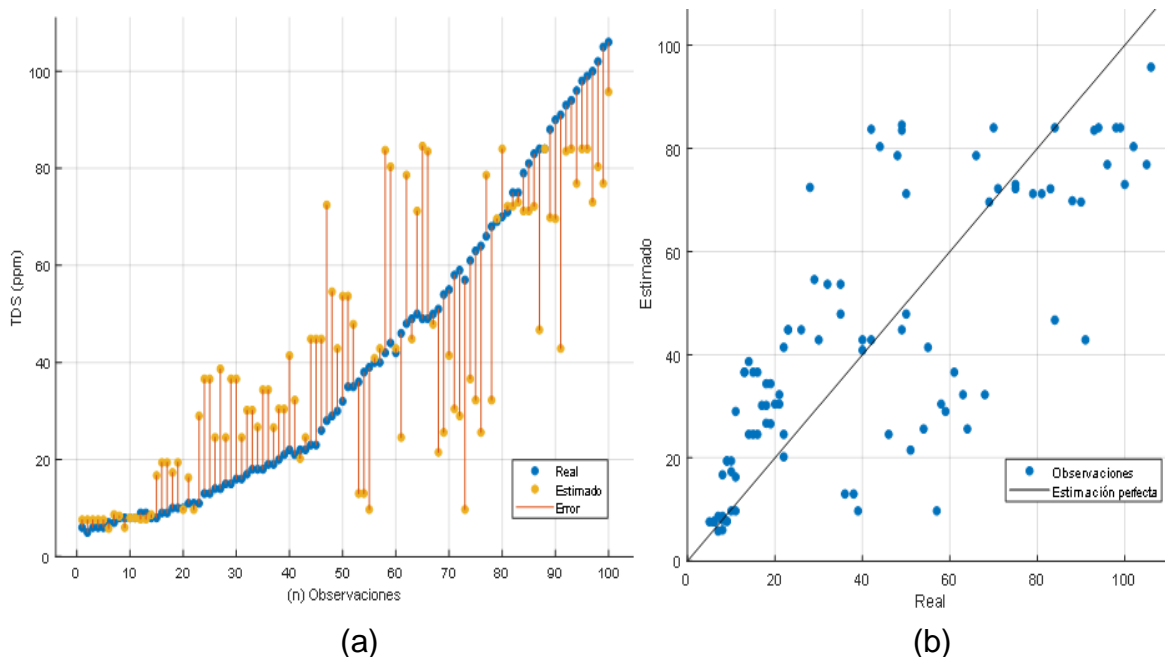 TDS (ppm)
100
80
60
40
20
0
0 10 20 30 40 50 60 70 80 90 100
(n) Observaciones
Real
Estimado
Error
(a)
Estimado
100
80
60
40
20
0
0 20 40 60 80 100
Real
Observaciones
Estimación perfecta
(b)